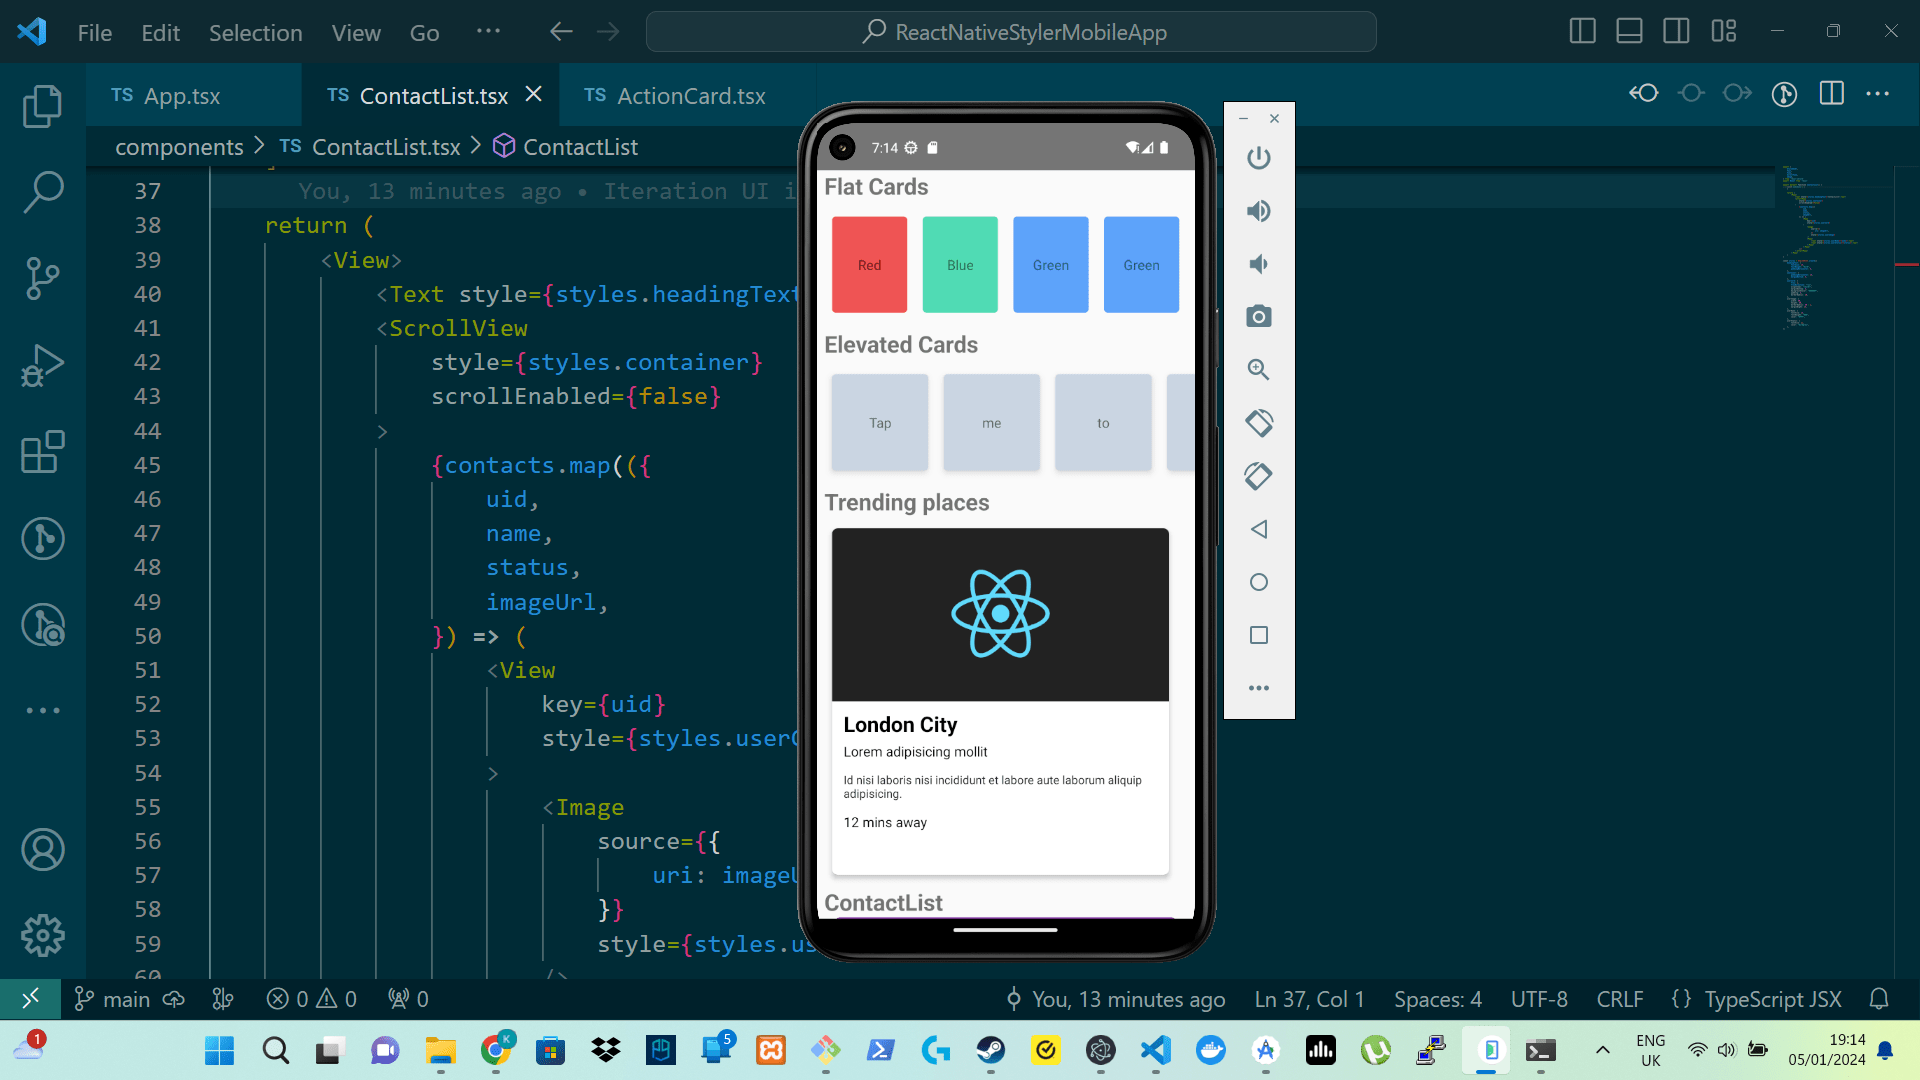 File Edit Selection View Go ··· ReactNativeStylerMobileApp
TS App.tsx TS ContactList.tsx TS ActionCard.tsx
components > TS ContactList.tsx > ContactList
37 You, 13 minutes ago • Iteration UI i
38 return (
39 <View>
40 <Text style={styles.headingText
41 <ScrollView
42 style={styles.container}
43 scrollEnabled={false}
44 >
45 {contacts.map(({
46 uid,
47 name,
48 status,
49 imageUrl,
50 }) => (
51 <View
52 key={uid}
53 style={styles.userC
54 >
55 <Image
56 source={{
57 uri: imageU
58 }}
59 style={styles.us
60 />
7:14
Flat Cards
Red Blue Green Green
Elevated Cards
Tap me to
Trending places
London City
Lorem adipisicing mollit
Id nisi laboris nisi incididunt et labore aute laborum aliquip
adipisicing.
12 mins away
ContactList
main 0 0 0 You, 13 minutes ago Ln 37, Col 1 Spaces: 4 UTF-8 CRLF {} TypeScript JSX
1 K 5 ENG 19:14
UK 05/01/2024